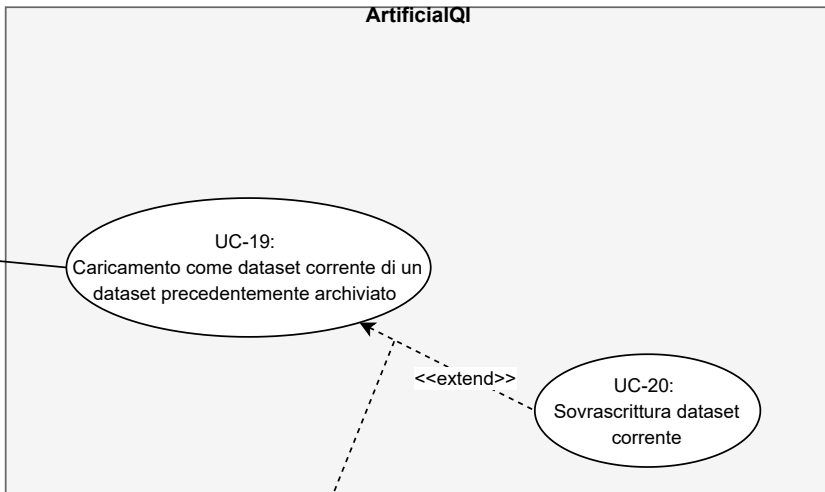 ArtificialQI
UC-19:
Caricamento come dataset corrente di un
dataset precedentemente archiviato
<<extend>>
UC-20:
Sovrascrittura dataset
corrente